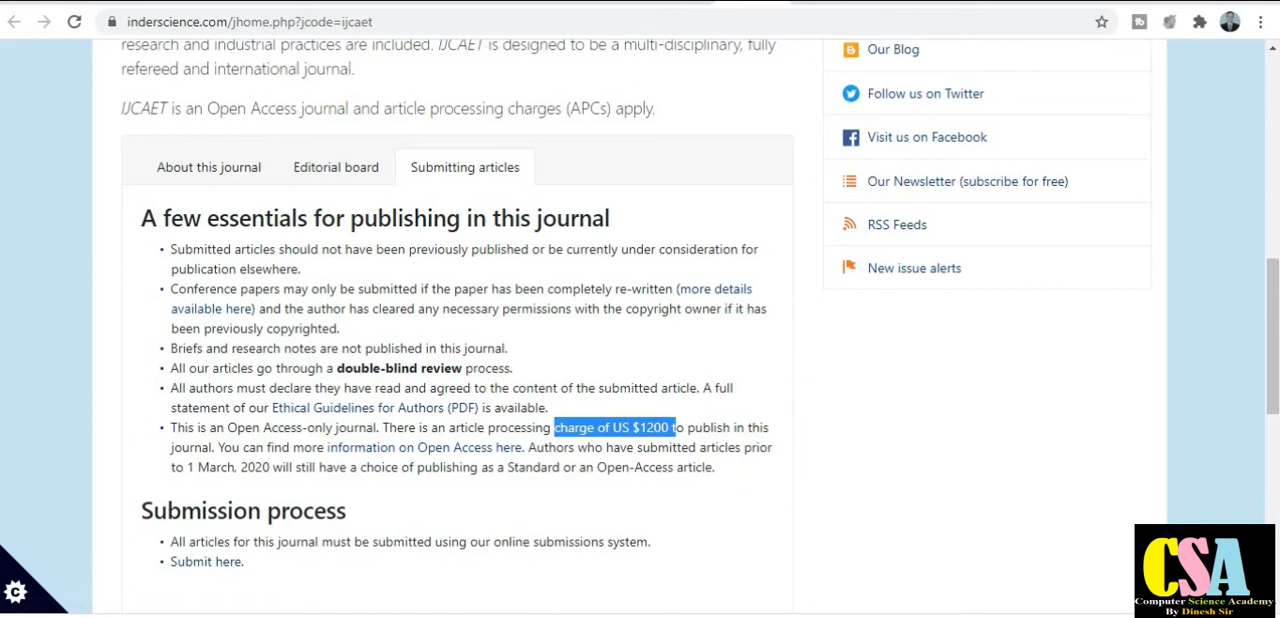 inderscience.com/jhome.php?jcode=ijcaet
research and industrial practices are included. IJCAET is designed to be a multi-disciplinary, fully
refereed and international journal.
IJCAET is an Open Access journal and article processing charges (APCs) apply.
About this journal
Editorial board
Submitting articles
A few essentials for publishing in this journal
• Submitted articles should not have been previously published or be currently under consideration for
publication elsewhere.
• Conference papers may only be submitted if the paper has been completely re-written (more details
available here) and the author has cleared any necessary permissions with the copyright owner if it has
been previously copyrighted.
• Briefs and research notes are not published in this journal.
• All our articles go through a double-blind review process.
• All authors must declare they have read and agreed to the content of the submitted article. A full
statement of our Ethical Guidelines for Authors (PDF) is available.
• This is an Open Access-only journal. There is an article processing charge of US $1200 to publish in this
journal. You can find more information on Open Access here. Authors who have submitted articles prior
to 1 March, 2020 will still have a choice of publishing as a Standard or an Open-Access article.
Submission process
• All articles for this journal must be submitted using our online submissions system.
• Submit here.
Our Blog
Follow us on Twitter
Visit us on Facebook
Our Newsletter (subscribe for free)
RSS Feeds
New issue alerts
CSA
Computer Science Academy
By Dinesh Sir